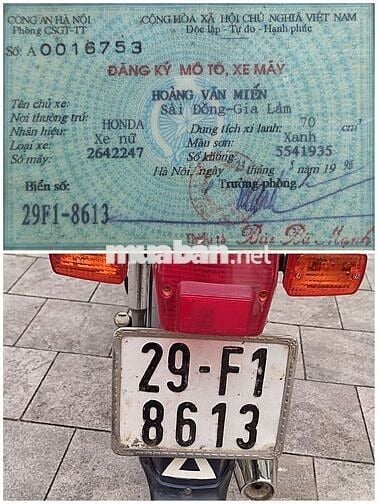 CÔNG AN HÀ NỘI
Phòng CSGT-TT
CỘNG HÒA XÃ HỘI CHỦ NGHĨA VIỆT NAM
Độc lập - Tự do - Hạnh phúc
Số: A 0016753
ĐĂNG KÝ MÔ TÔ, XE MÁY
Tên chủ xe: HOÀNG VĂN MIẾN
Nơi thường trú: Sài Đồng-Gia Lâm
Nhãn hiệu: HONDA Dung tích xi lanh: 70 cm³
Loại xe: Xe nữ Màu sơn: Xanh
Số máy: 2642247 Số khung: 5541935
Hà Nội, ngày tháng năm 19
Biển số: Trưởng phòng
29F1-8613
muaban.net
29-F1
8613